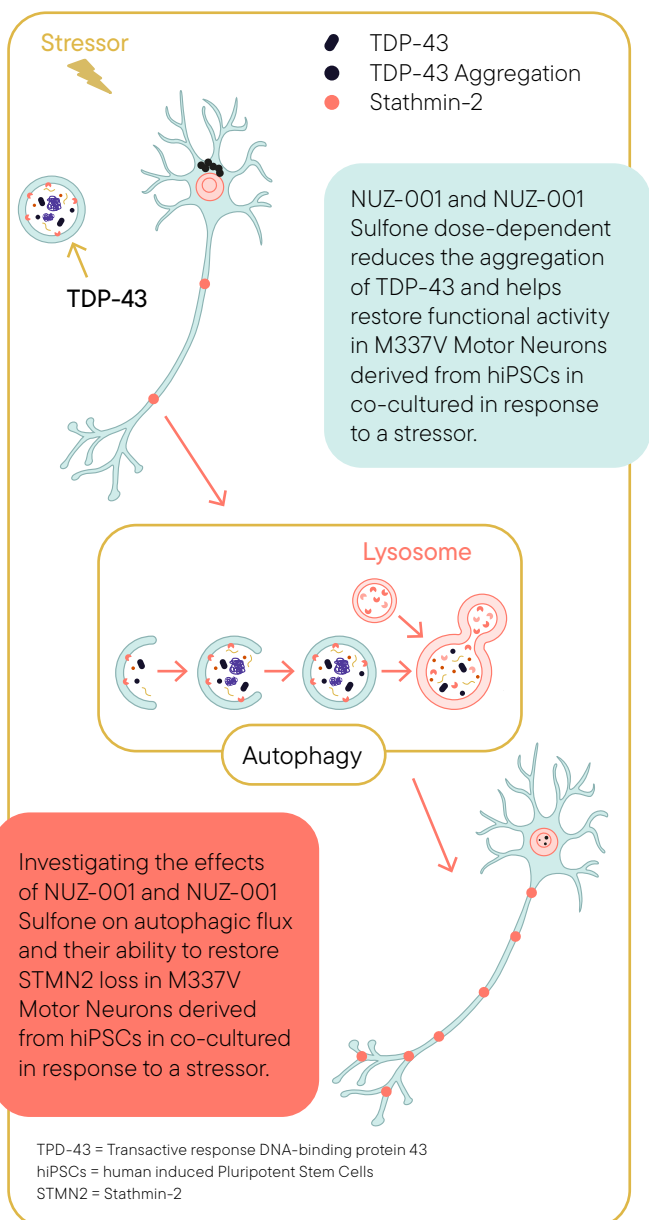 Stressor
TDP-43
TDP-43 Aggregation
Stathmin-2
TDP-43
NUZ-001 and NUZ-001
Sulfone dose-dependent
reduces the aggregation
of TDP-43 and helps
restore functional activity
in M337V Motor Neurons
derived from hiPSCs in
co-cultured in response
to a stressor.
Lysosome
Autophagy
Investigating the effects
of NUZ-001 and NUZ-001
Sulfone on autophagic flux
and their ability to restore
STMN2 loss in M337V
Motor Neurons derived
from hiPSCs in co-cultured
in response to a stressor.
TPD-43 = Transactive response DNA-binding protein 43
hiPSCs = human induced Pluripotent Stem Cells
STMN2 = Stathmin-2